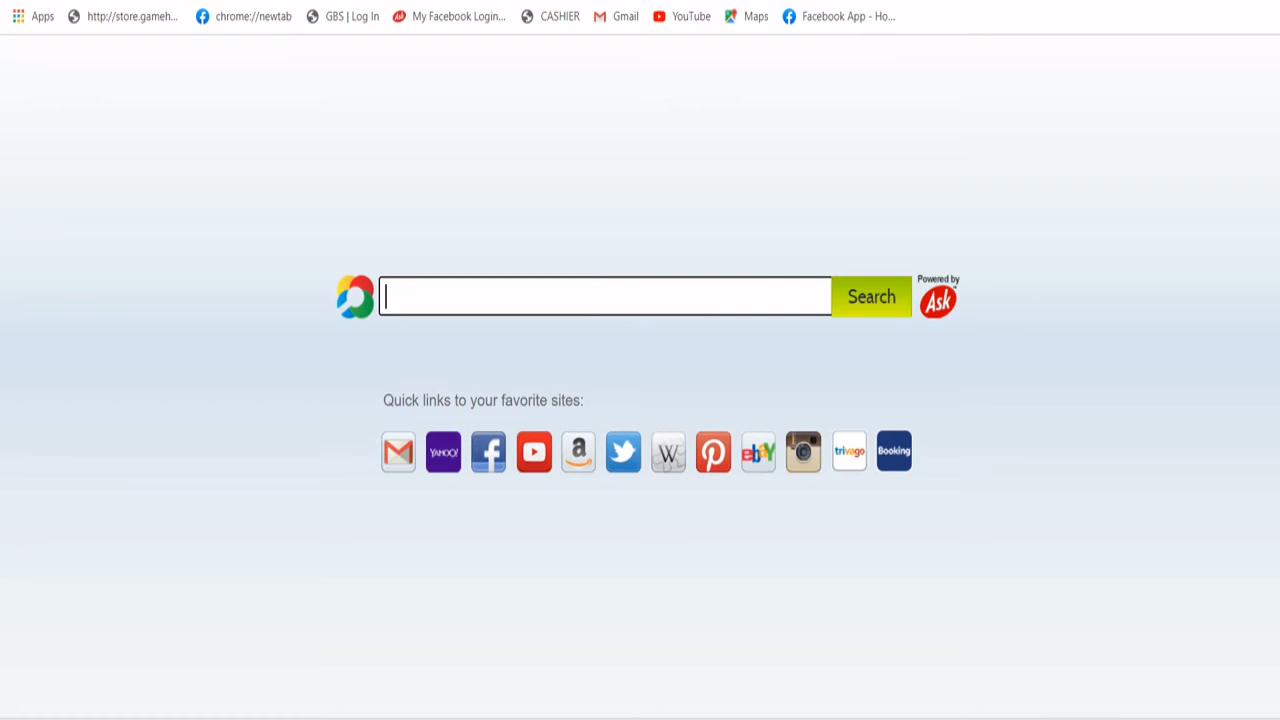 Apps http://store.gameh... chrome://newtab GBS | Log In My Facebook Login... CASHIER Gmail YouTube Maps Facebook App - Ho...
Powered by
Search Ask
Quick links to your favorite sites:
YAHOO! f a W ebay trivago Booking